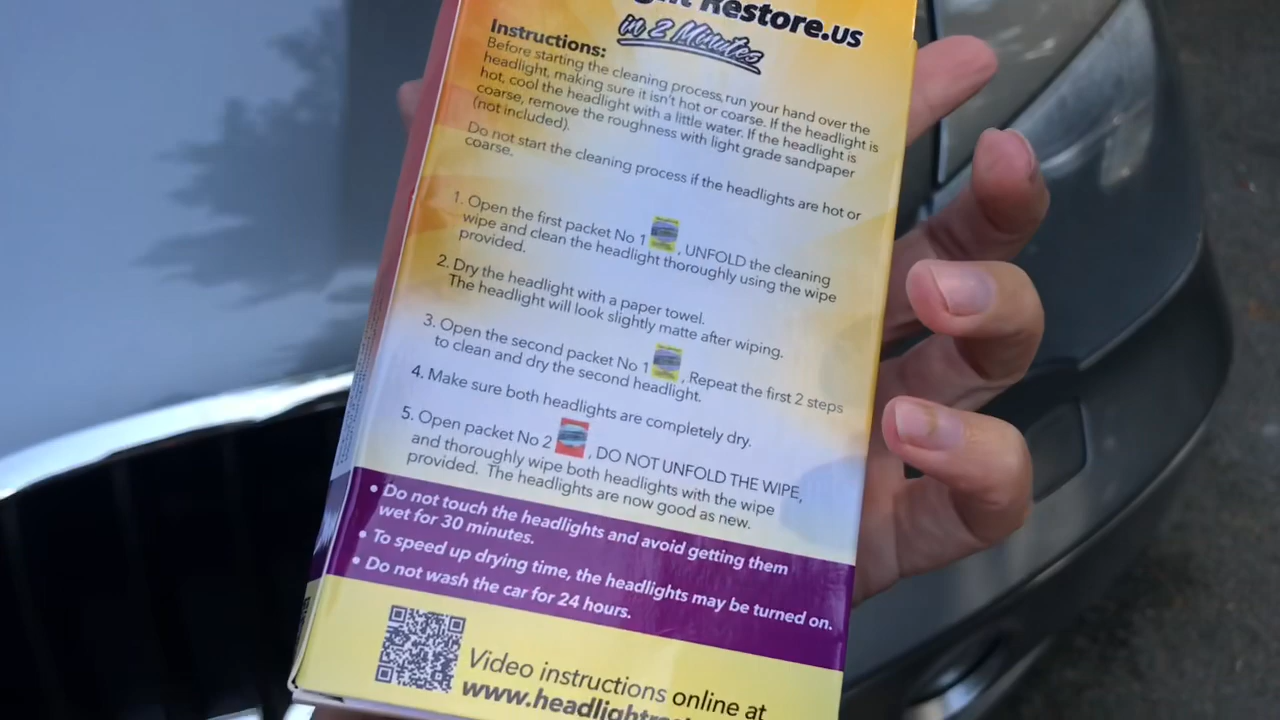 Restore.us
in 2 Minutes
Instructions:
Before starting the cleaning process, run your hand over the
headlight, making sure it isn't hot or coarse. If the headlight is
hot, cool the headlight with a little water. If the headlight is
coarse, remove the roughness with light grade sandpaper
(not included).
Do not start the cleaning process if the headlights are hot or
coarse.
1. Open the first packet No 1 , UNFOLD the cleaning
wipe and clean the headlight thoroughly using the wipe
provided.
2. Dry the headlight with a paper towel.
The headlight will look slightly matte after wiping.
3. Open the second packet No 1 , Repeat the first 2 steps
to clean and dry the second headlight.
4. Make sure both headlights are completely dry.
5. Open packet No 2 , DO NOT UNFOLD THE WIPE,
and thoroughly wipe both headlights with the wipe
provided. The headlights are now good as new.
• Do not touch the headlights and avoid getting them
wet for 30 minutes.
• To speed up drying time, the headlights may be turned on.
• Do not wash the car for 24 hours.
Video instructions online at